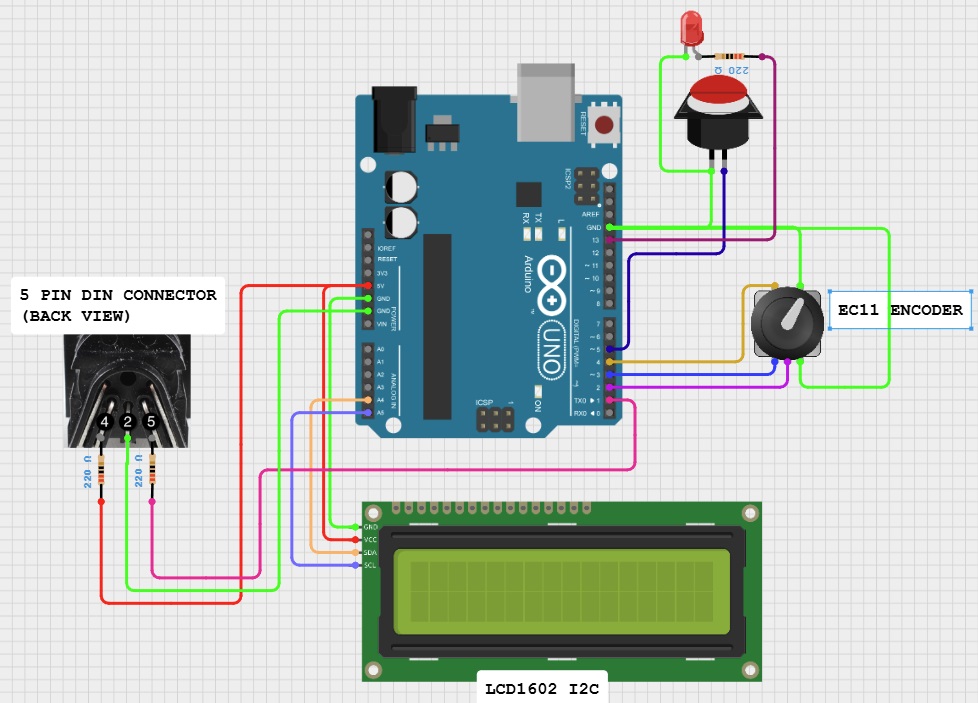 220 Ω
RESET
ICSP2
AREF
GND
13
12
~ 11
~ 10
~ 9
8
7
~ 6
~ 5
4
~ 3
2
TX0 ▶ 1
RX0 ◀ 0
DIGITAL (PWM~)
RX
TX
L
Arduino
™
UNO
ON
ICSP
1
IOREF
RESET
3V3
5V
GND
GND
VIN
POWER
A0
A1
A2
A3
A4
A5
ANALOG IN
5 PIN DIN CONNECTOR
(BACK VIEW)
4 2 5
220 Ω
220 Ω
EC11 ENCODER
GND
VCC
SDA
SCL
LCD1602 I2C